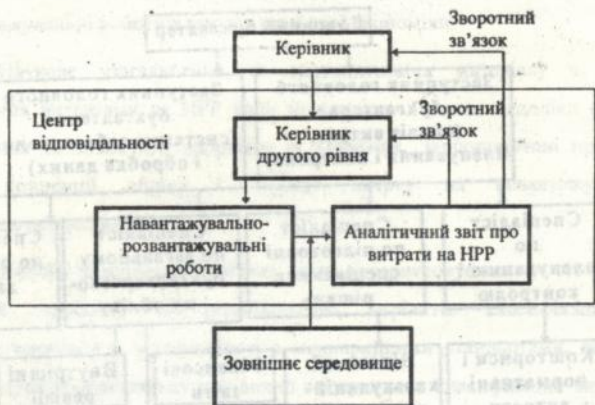 Зворотний
зв’язок
Керівник
Центр
відповідальності
Зворотний
зв’язок
Керівник
другого рівня
Навантажувально-
розвантажувальні
роботи
Аналітичний звіт про
витрати на НРР
Зовнішнє середовище